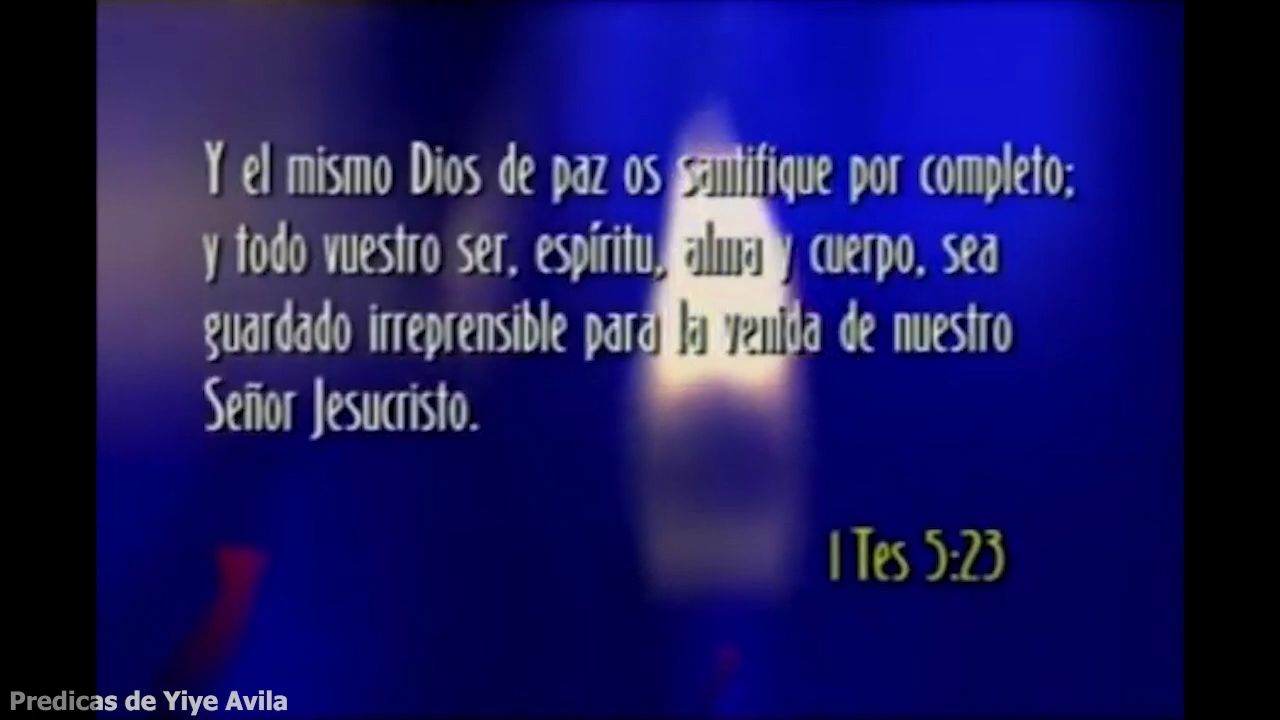 Y el mismo Dios de paz os santifique por completo;
y todo vuestro ser, espíritu, alma y cuerpo, sea
guardado irreprensible para la venida de nuestro
Señor Jesucristo.
1 Tes 5:23
Predicas de Yiye Avila